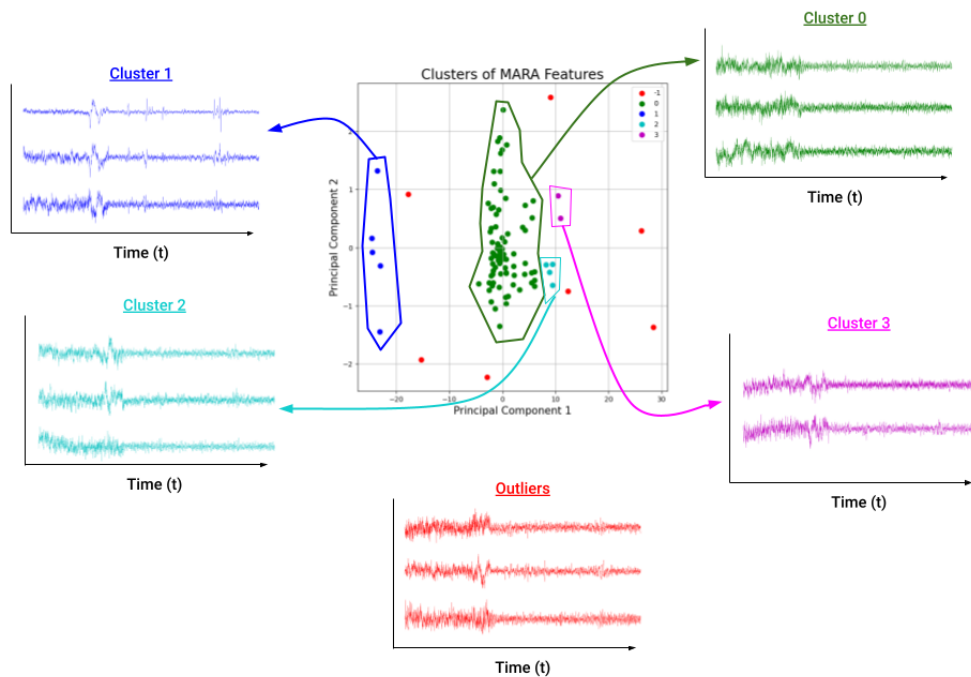 Cluster 0
Cluster 1
Clusters of MARA Features
-1
0
1
2
3
1
0
−1
−2
Principal Component 2
−20
−10
0
10
20
30
Principal Component 1
Time (t)
Time (t)
Cluster 2
Cluster 3
Time (t)
Time (t)
Outliers
Time (t)